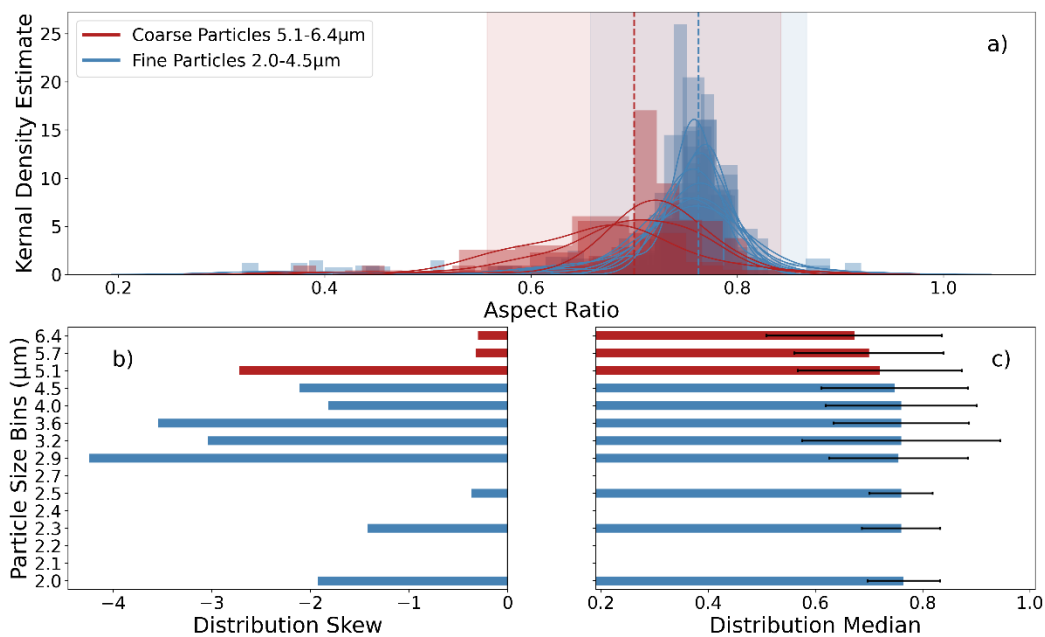 Coarse Particles 5.1-6.4μm
Fine Particles 2.0-4.5μm
a)
Kernal Density Estimate
25
20
15
10
5
0
0.2 0.4 0.6 0.8 1.0
Aspect Ratio
b)
Particle Size Bins (μm)
6.4
5.7
5.1
4.5
4.0
3.6
3.2
2.9
2.7
2.5
2.4
2.3
2.2
2.1
2.0
−4 −3 −2 −1 0
Distribution Skew
c)
0.2 0.4 0.6 0.8 1.0
Distribution Median